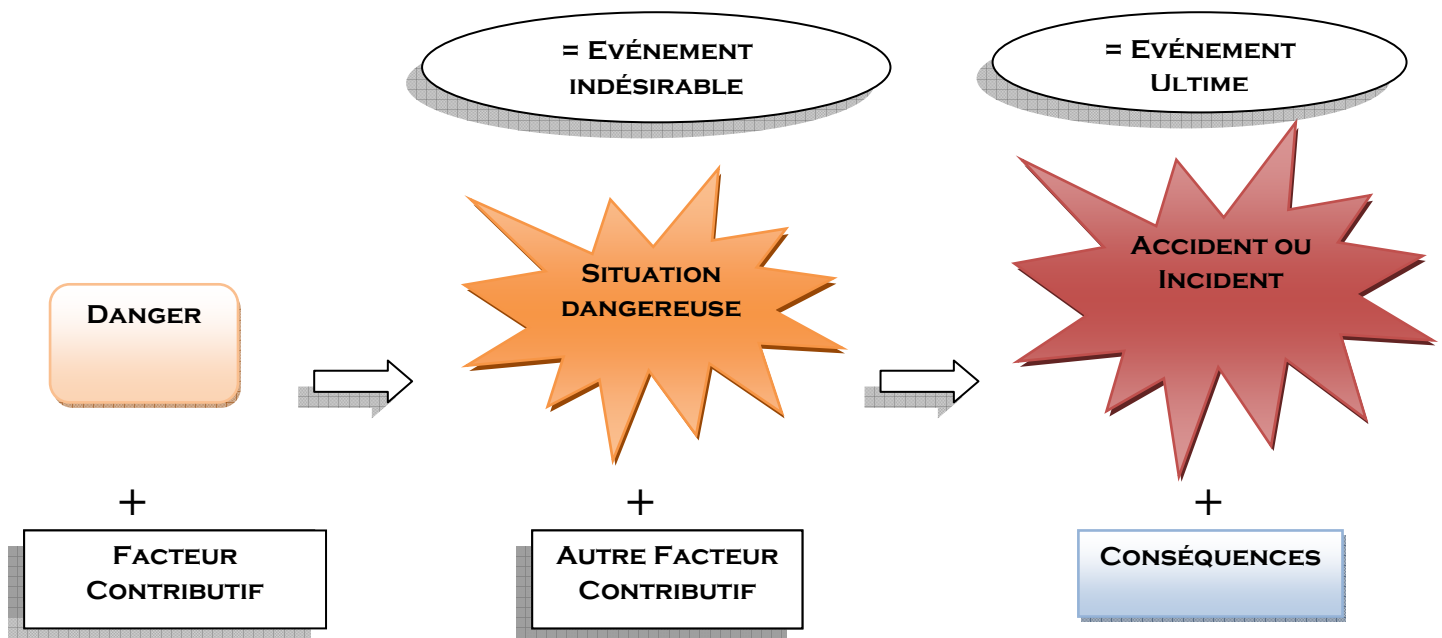 = EVÉNEMENT
INDÉSIRABLE
= EVÉNEMENT
ULTIME
DANGER
SITUATION
DANGEREUSE
ACCIDENT OU
INCIDENT
+
+
+
FACTEUR
CONTRIBUTIF
AUTRE FACTEUR
CONTRIBUTIF
CONSÉQUENCES